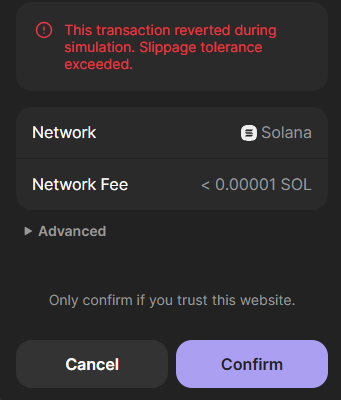 This transaction reverted during
simulation. Slippage tolerance
exceeded.
Network Solana
Network Fee < 0.00001 SOL
Advanced
Only confirm if you trust this website.
Cancel Confirm